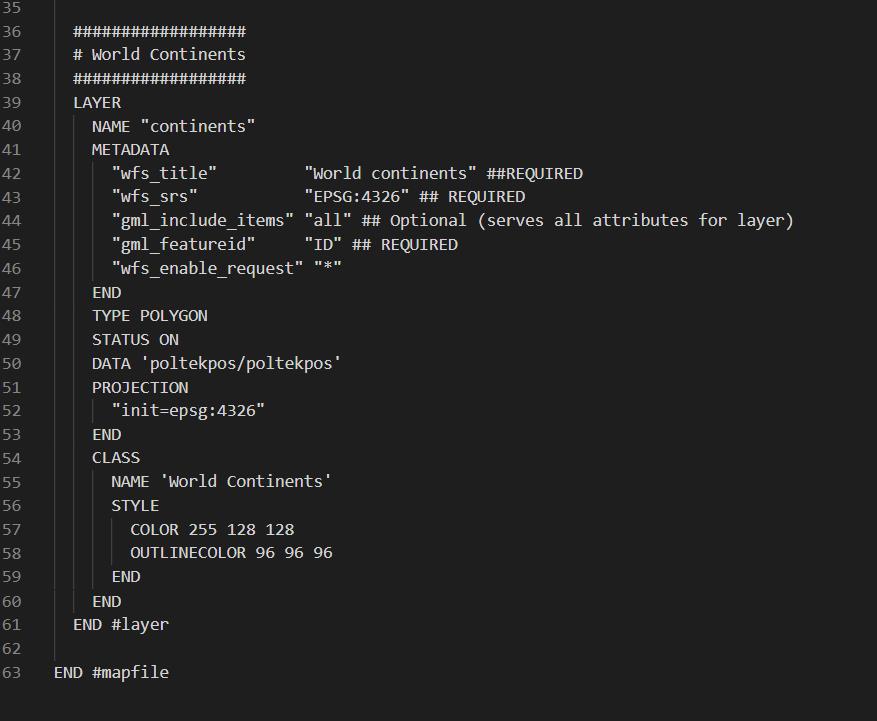 35
36 ##################
37 # World Continents
38 ##################
39 LAYER
40 NAME "continents"
41 METADATA
42 "wfs_title" "World continents" ##REQUIRED
43 "wfs_srs" "EPSG:4326" ## REQUIRED
44 "gml_include_items" "all" ## Optional (serves all attributes for layer)
45 "gml_featureid" "ID" ## REQUIRED
46 "wfs_enable_request" "*"
47 END
48 TYPE POLYGON
49 STATUS ON
50 DATA 'poltekpos/poltekpos'
51 PROJECTION
52 "init=epsg:4326"
53 END
54 CLASS
55 NAME 'World Continents'
56 STYLE
57 COLOR 255 128 128
58 OUTLINECOLOR 96 96 96
59 END
60 END
61 END #layer
62
63 END #mapfile